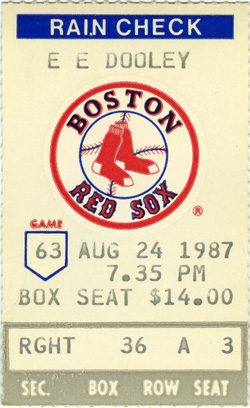 RAIN CHECK
E E DOOLEY
BOSTON
RED SOX
®
GAME
63 AUG 24 1987
7.35 PM
BOX SEAT $14.00
RGHT 36 A 3
SEC. BOX ROW SEAT